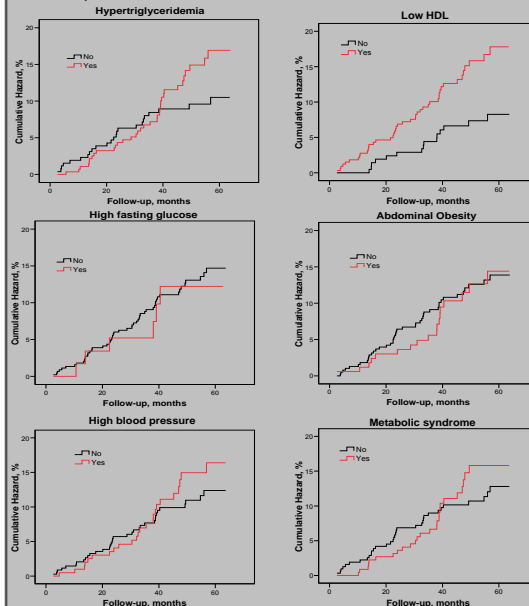 Hypertriglyceridemia
No
Yes
Cumulative Hazard, %
20
15
10
5
0
0
20
40
60
Follow-up, months
Low HDL
No
Yes
Cumulative Hazard, %
20
15
10
5
0
0
20
40
60
Follow-up, months
High fasting glucose
No
Yes
Cumulative Hazard, %
20
15
10
5
0
0
20
40
60
Follow-up, months
Abdominal Obesity
No
Yes
Cumulative Hazard, %
20
15
10
5
0
0
20
40
60
Follow-up, months
High blood pressure
No
Yes
Cumulative Hazard, %
20
15
10
5
0
0
20
40
60
Follow-up, months
Metabolic syndrome
No
Yes
Cumulative Hazard, %
20
15
10
5
0
0
20
40
60
Follow-up, months